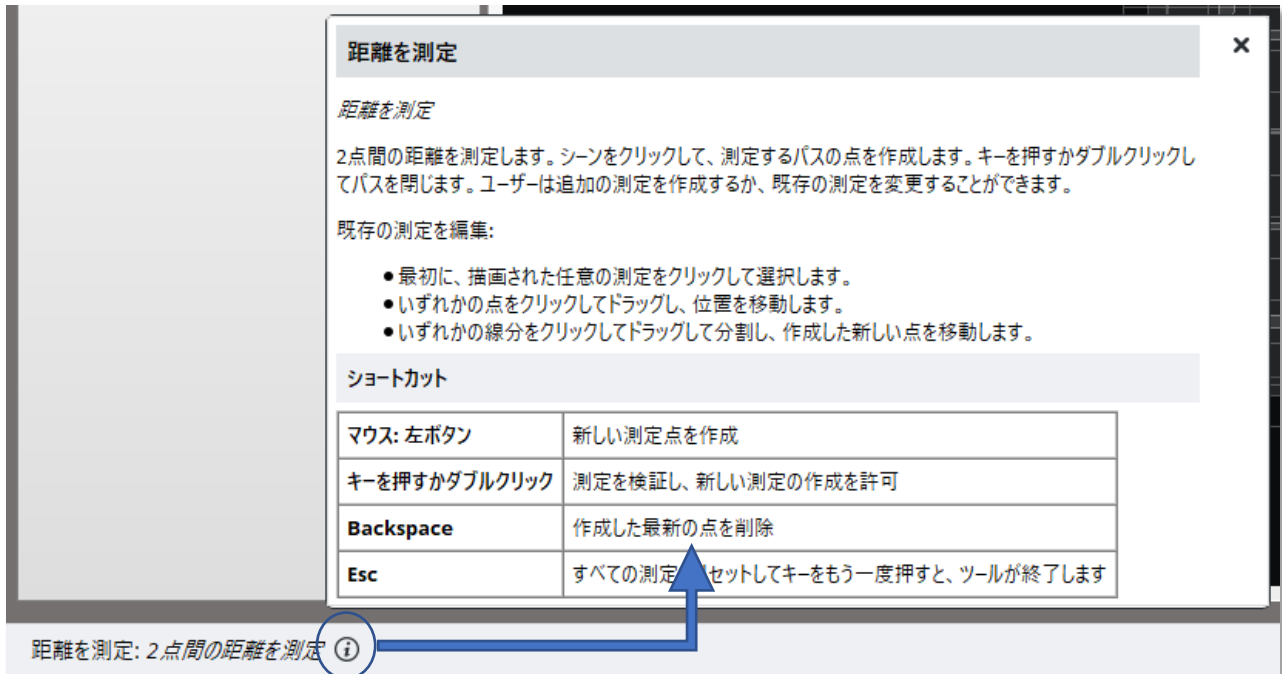 距離を測定
×
距離を測定
2点間の距離を測定します。シーンをクリックして、測定するパスの点を作成します。キーを押すかダブルクリックし
てパスを閉じます。ユーザーは追加の測定を作成するか、既存の測定を変更することができます。
既存の測定を編集:
●最初に、描画された任意の測定をクリックして選択します。
●いずれかの点をクリックしてドラッグし、位置を移動します。
●いずれかの線分をクリックしてドラッグして分割し、作成した新しい点を移動します。
ショートカット
マウス: 左ボタン 新しい測定点を作成
キーを押すかダブルクリック 測定を検証し、新しい測定の作成を許可
Backspace 作成した最新の点を削除
Esc すべての測定 セットしてキーをもう一度押すと、ツールが終了します
距離を測定: 2点間の距離を測定 i